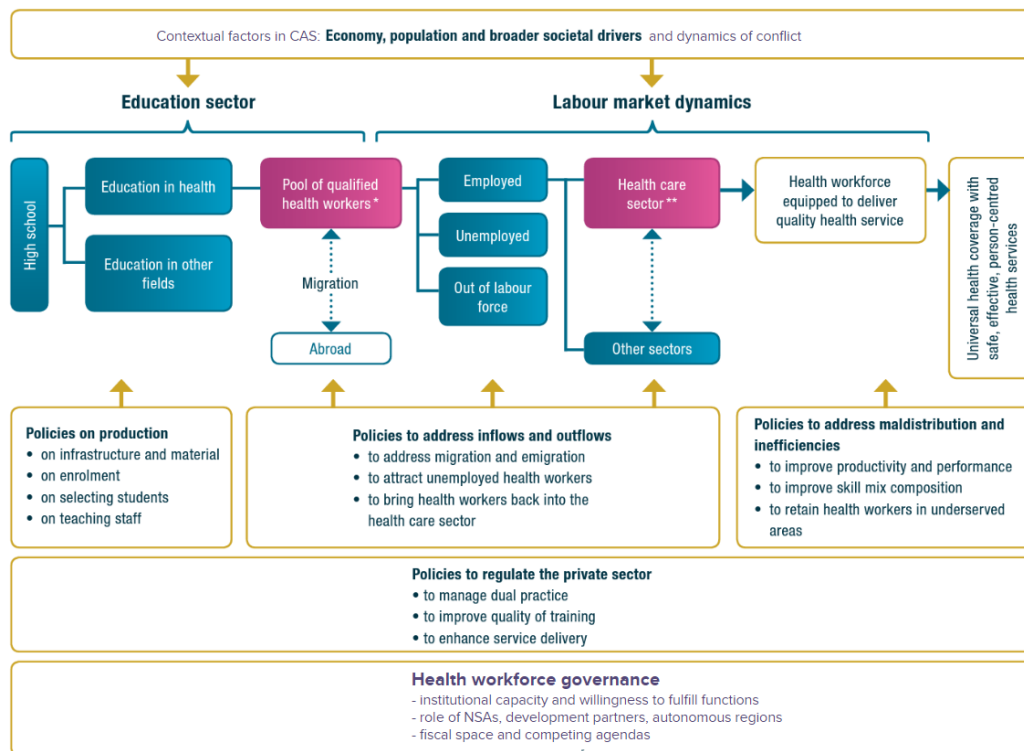 Contextual factors in CAS: Economy, population and broader societal drivers and dynamics of conflict
Education sector
Labour market dynamics
High school
Education in health
Education in other
fields
Pool of qualified
health workers *
Migration
Abroad
Employed
Unemployed
Out of labour
force
Health care
sector **
Other sectors
Health workforce
equipped to deliver
quality health service
Universal health coverage with
safe, effective, person-centred
health services
Policies on production
• on infrastructure and material
• on enrolment
• on selecting students
• on teaching staff
Policies to address inflows and outflows
• to address migration and emigration
• to attract unemployed health workers
• to bring health workers back into the
health care sector
Policies to address maldistribution and
inefficiencies
• to improve productivity and performance
• to improve skill mix composition
• to retain health workers in underserved
areas
Policies to regulate the private sector
• to manage dual practice
• to improve quality of training
• to enhance service delivery
Health workforce governance
- institutional capacity and willingness to fulfill functions
- role of NSAs, development partners, autonomous regions
- fiscal space and competing agendas